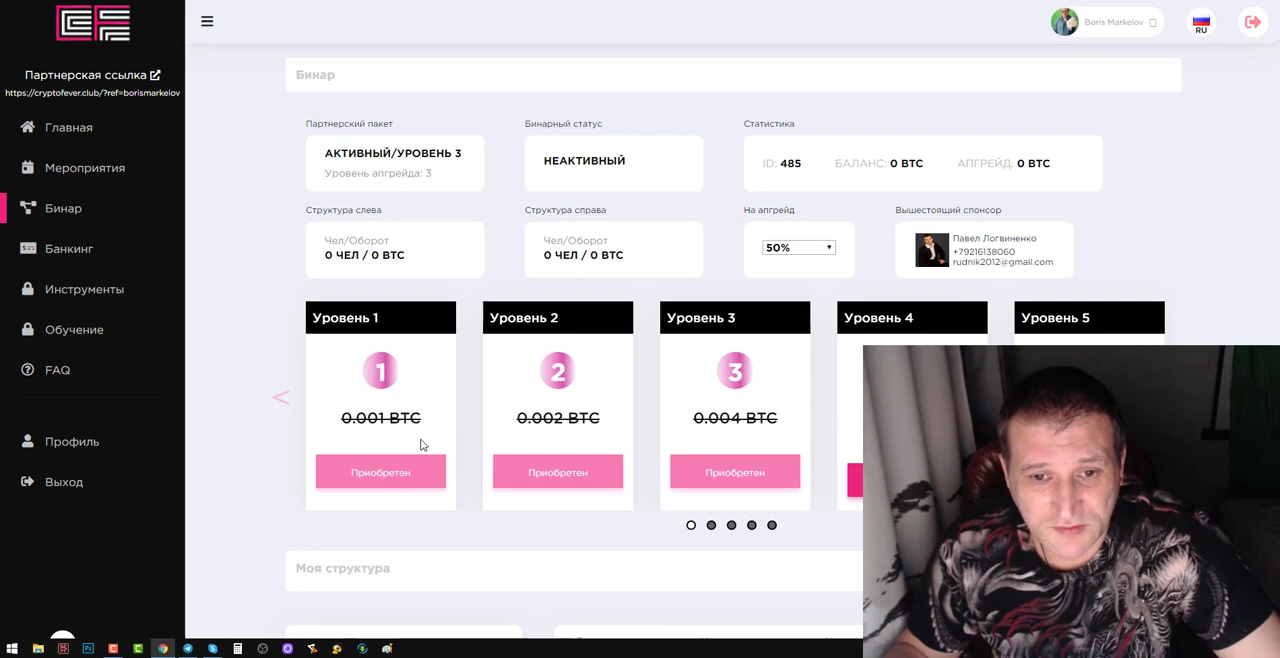 CF
Boris Markelov
RU
Партнерская ссылка
https://cryptofever.club/?ref=borismarkelov
Главная
Мероприятия
Бинар
Банкинг
Инструменты
Обучение
FAQ
Профиль
Выход
Бинар
Партнерский пакет
Бинарный статус
Статистика
АКТИВНЫЙ/УРОВЕНЬ 3
Уровень апгрейда: 3
НЕАКТИВНЫЙ
ID: 485 БАЛАНС: 0 BTC АПГРЕЙД: 0 BTC
Структура слева
Структура справа
На апгрейд
Вышестоящий спонсор
Чел/Оборот
0 ЧЕЛ / 0 BTC
Чел/Оборот
0 ЧЕЛ / 0 BTC
50%
Павел Логвиненко
+79216138060
rudnik2012@gmail.com
Уровень 1
1
0.001 BTC
Приобретен
Уровень 2
2
0.002 BTC
Приобретен
Уровень 3
3
0.004 BTC
Приобретен
Уровень 4
Уровень 5
<
Моя структура